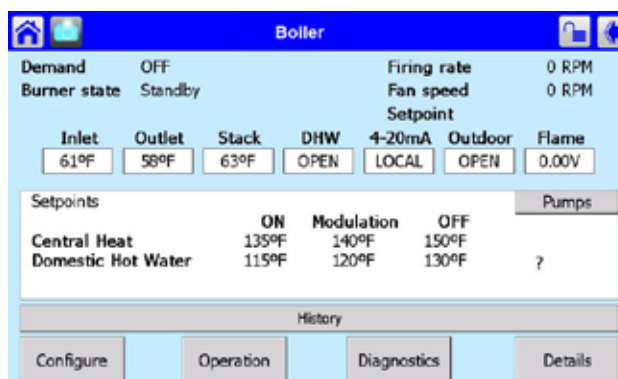 Boiler
Demand OFF Firing rate 0 RPM
Burner state Standby Fan speed 0 RPM
Setpoint
Inlet Outlet Stack DHW 4-20mA Outdoor Flame
61ºF 58ºF 63ºF OPEN LOCAL OPEN 0.00V
Setpoints Pumps
ON Modulation OFF
Central Heat 135ºF 140ºF 150ºF
Domestic Hot Water 115ºF 120ºF 130ºF ?
History
Configure Operation Diagnostics Details